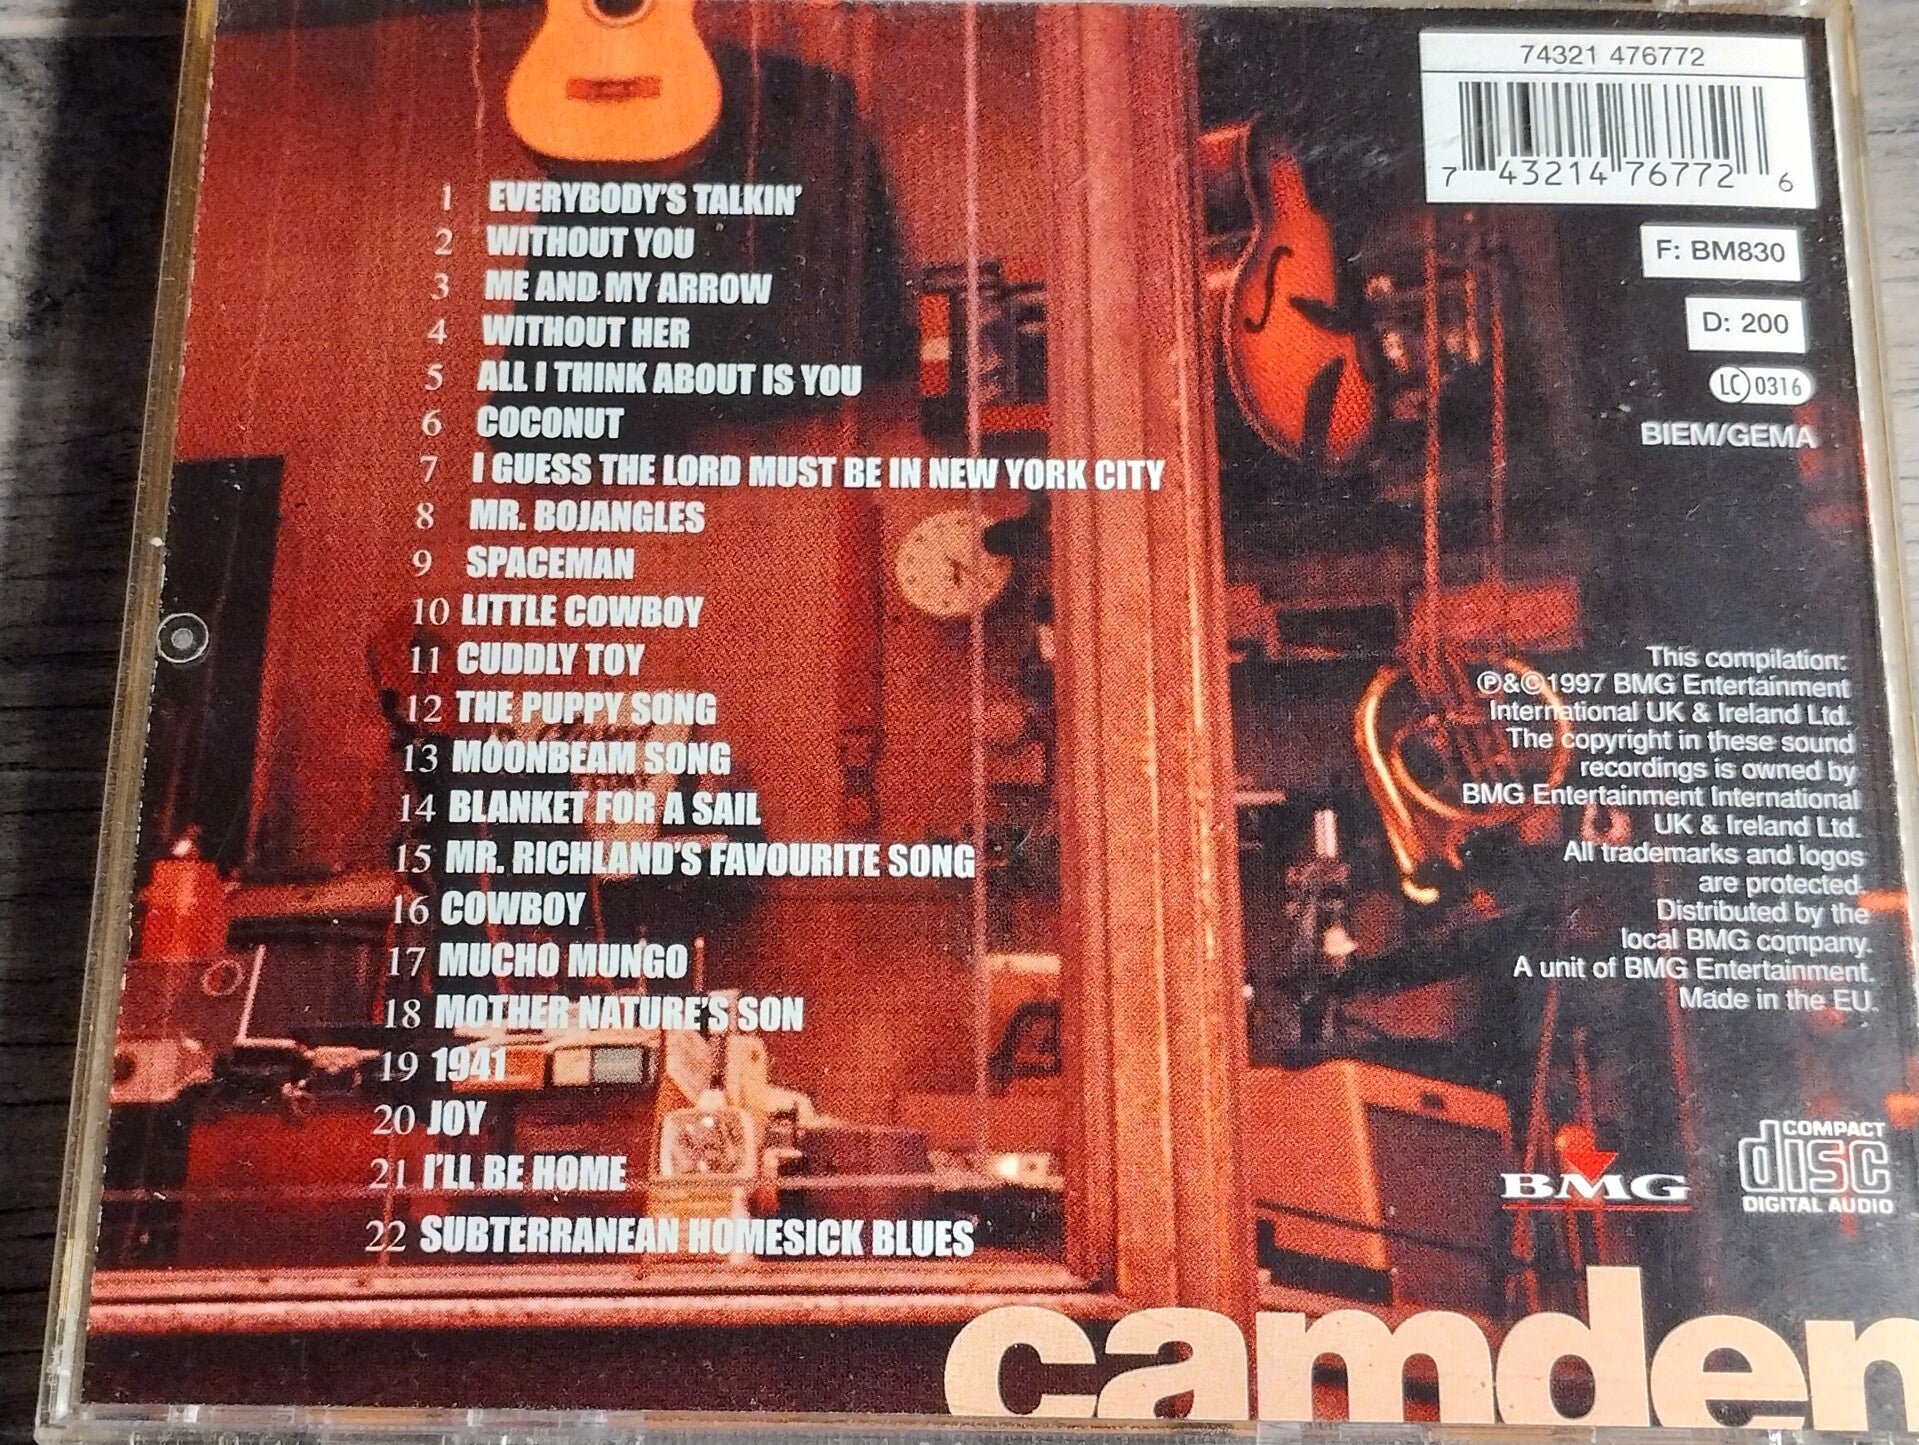 74321 476772
7 43214 76772 6
F: BM830
D: 200
LC 0316
BIEM/GEMA
1 EVERYBODY'S TALKIN'
2 WITHOUT YOU
3 ME AND MY ARROW
4 WITHOUT HER
5 ALL I THINK ABOUT IS YOU
6 COCONUT
7 I GUESS THE LORD MUST BE IN NEW YORK CITY
8 MR. BOJANGLES
9 SPACEMAN
10 LITTLE COWBOY
11 CUDDLY TOY
12 THE PUPPY SONG
13 MOONBEAM SONG
14 BLANKET FOR A SAIL
15 MR. RICHLAND'S FAVOURITE SONG
16 COWBOY
17 MUCHO MUNGO
18 MOTHER NATURE'S SON
19 1941
20 JOY
21 I'LL BE HOME
22 SUBTERRANEAN HOMESICK BLUES
This compilation:
℗&©1997 BMG Entertainment
International UK & Ireland Ltd.
The copyright in these sound
recordings is owned by
BMG Entertainment International
UK & Ireland Ltd.
All trademarks and logos
are protected.
Distributed by the
local BMG company.
A unit of BMG Entertainment.
Made in the EU.
BMG
COMPACT
disc
DIGITAL AUDIO
camden